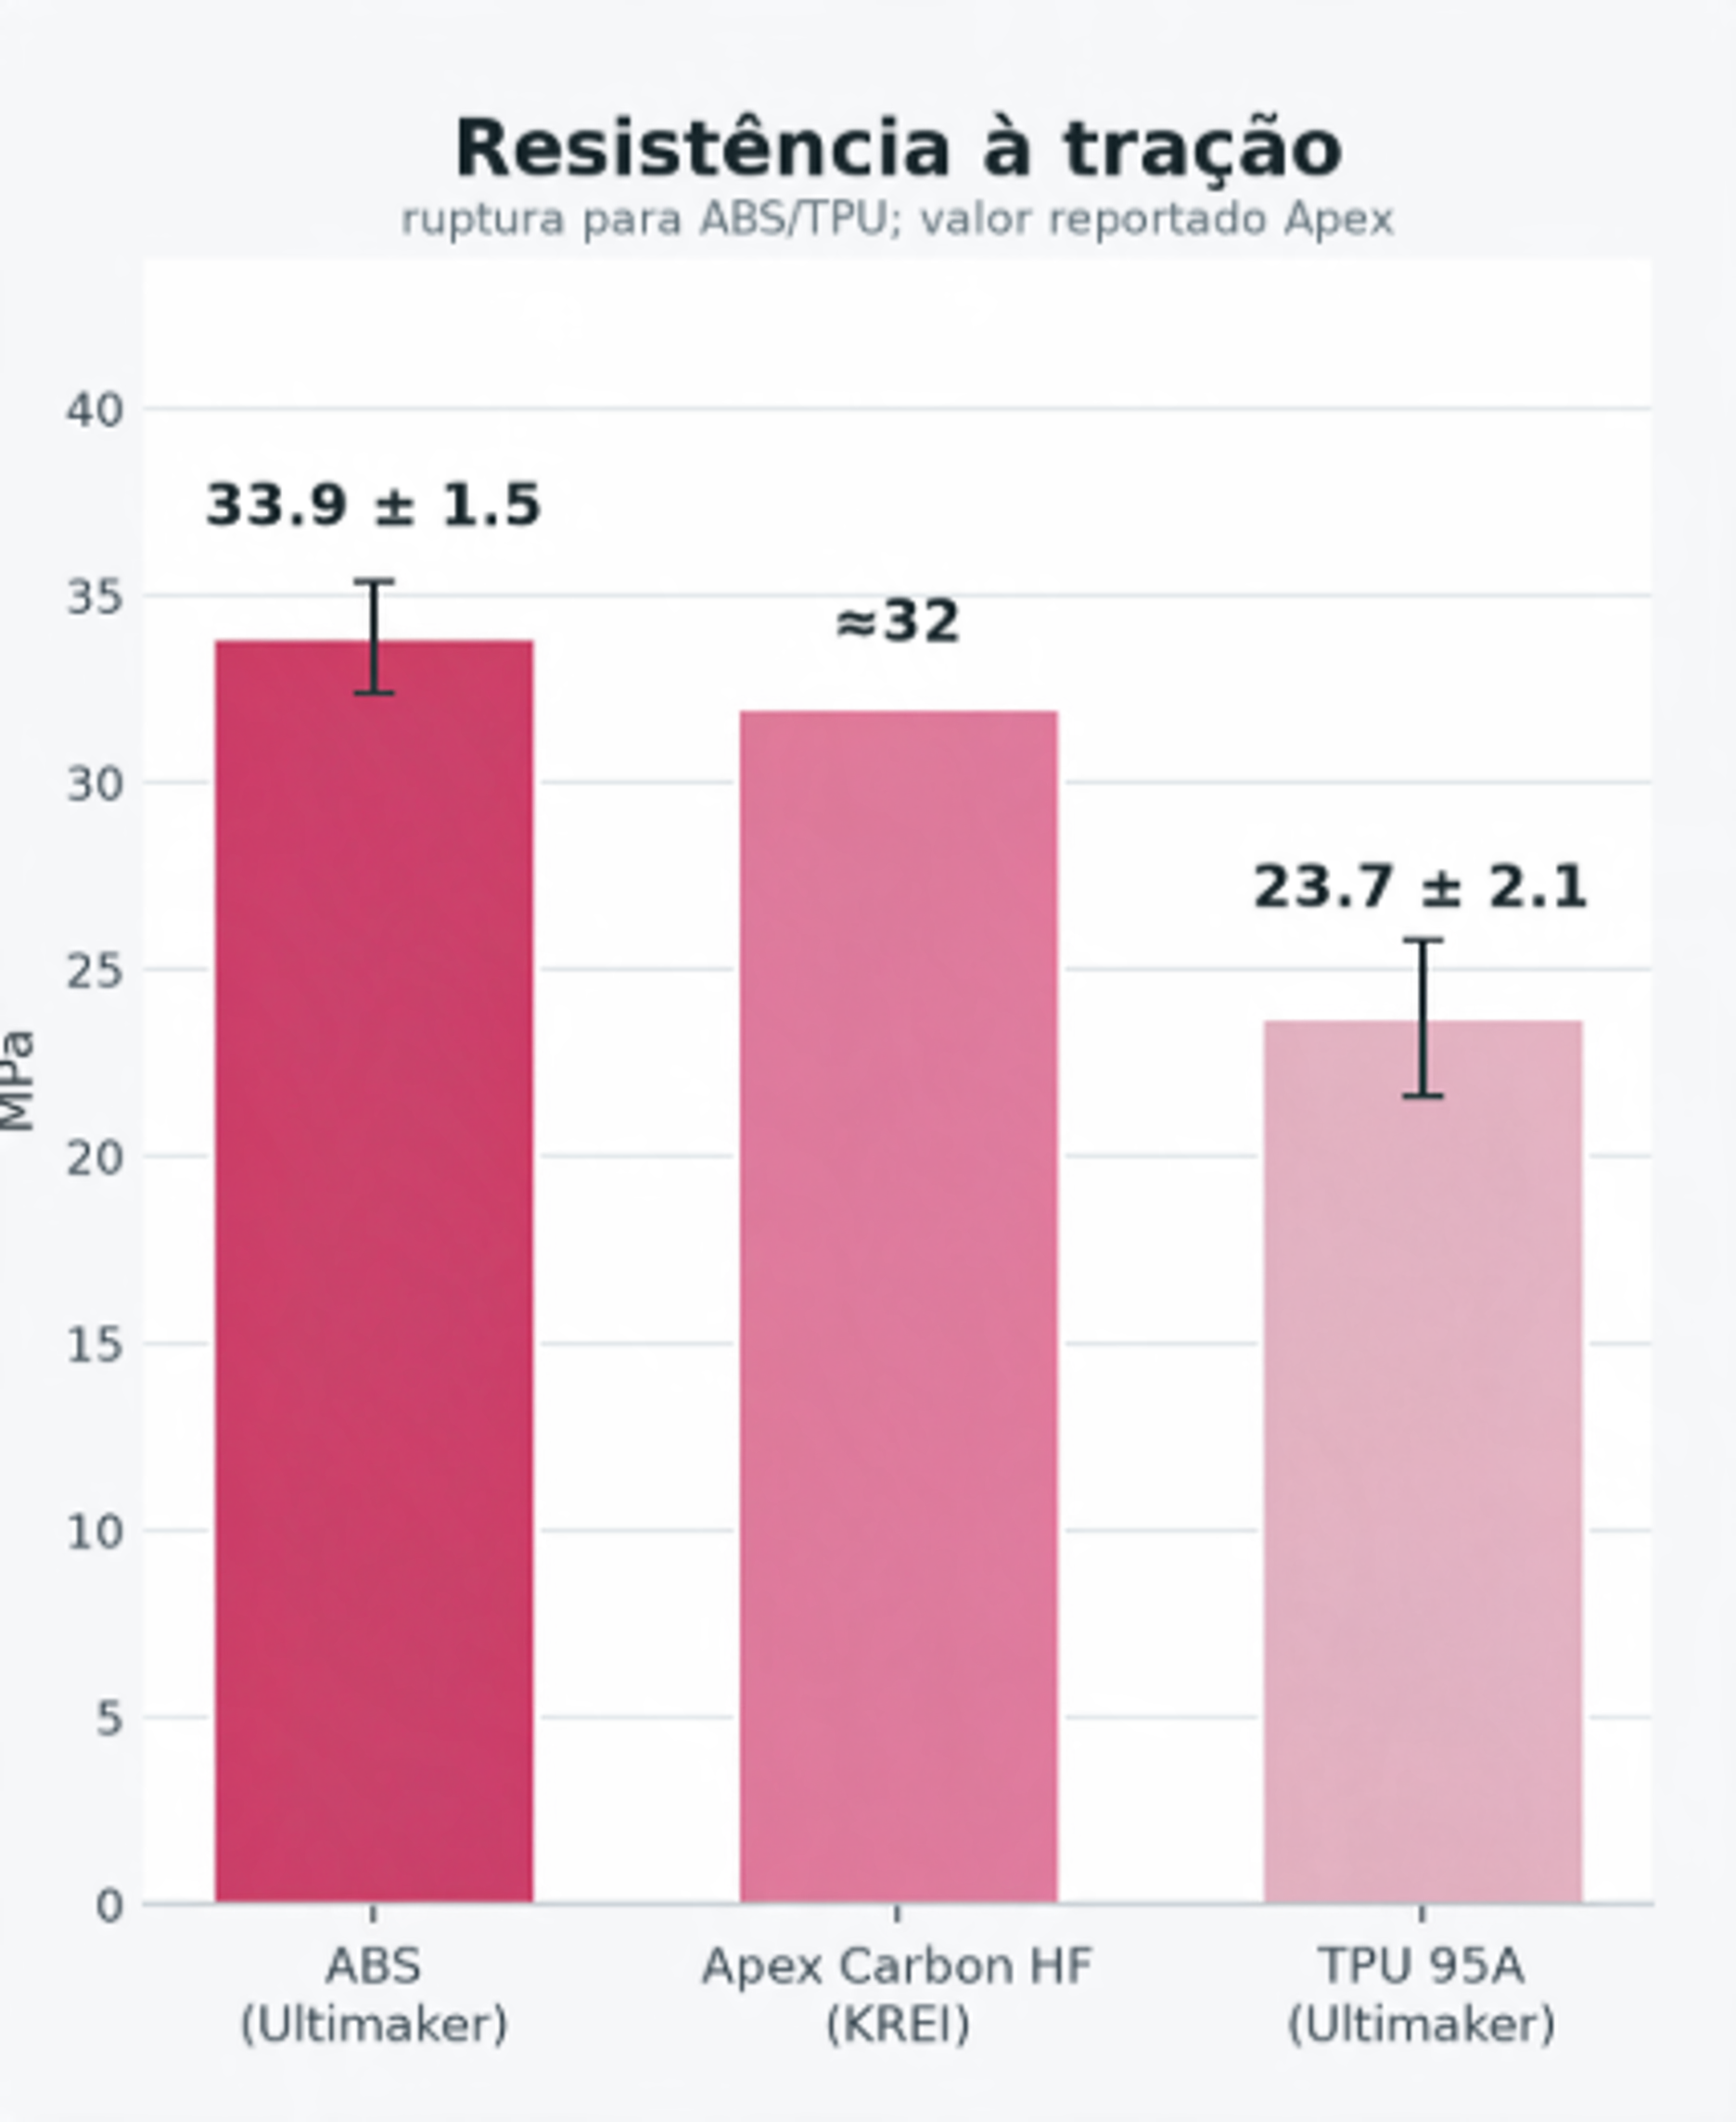 Resistência à tração
ruptura para ABS/TPU; valor reportado Apex
40
33.9 ± 1.5
35
≈32
30
23.7 ± 2.1
25
MPa
20
15
10
5
0
ABS
(Ultimaker)
Apex Carbon HF
(KREI)
TPU 95A
(Ultimaker)